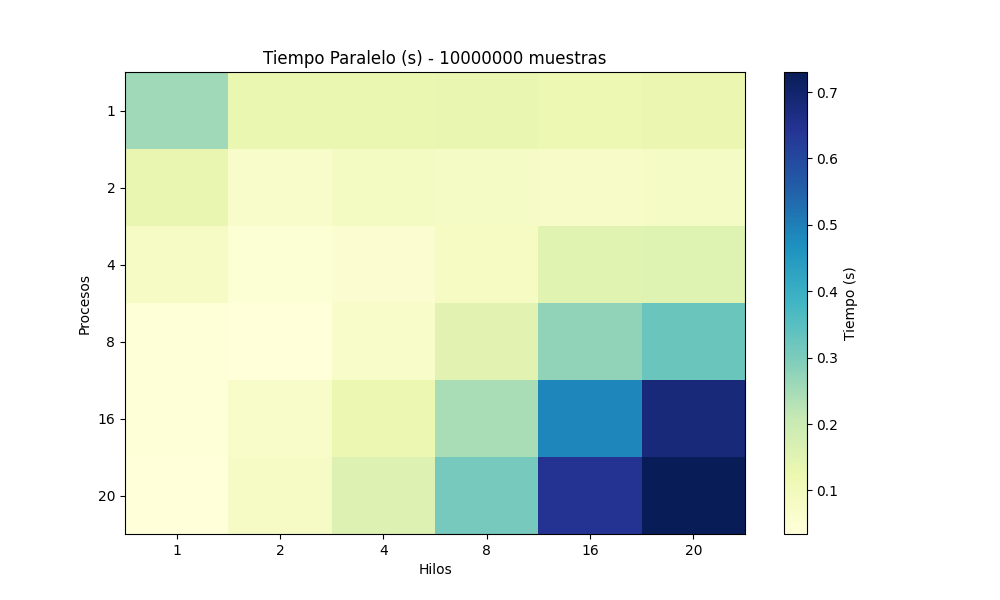 Tiempo Paralelo (s) - 10000000 muestras
Procesos
1
2
4
8
16
20
1 2 4 8 16 20
Hilos
0.7
0.6
0.5
0.4
0.3
0.2
0.1
Tiempo (s)